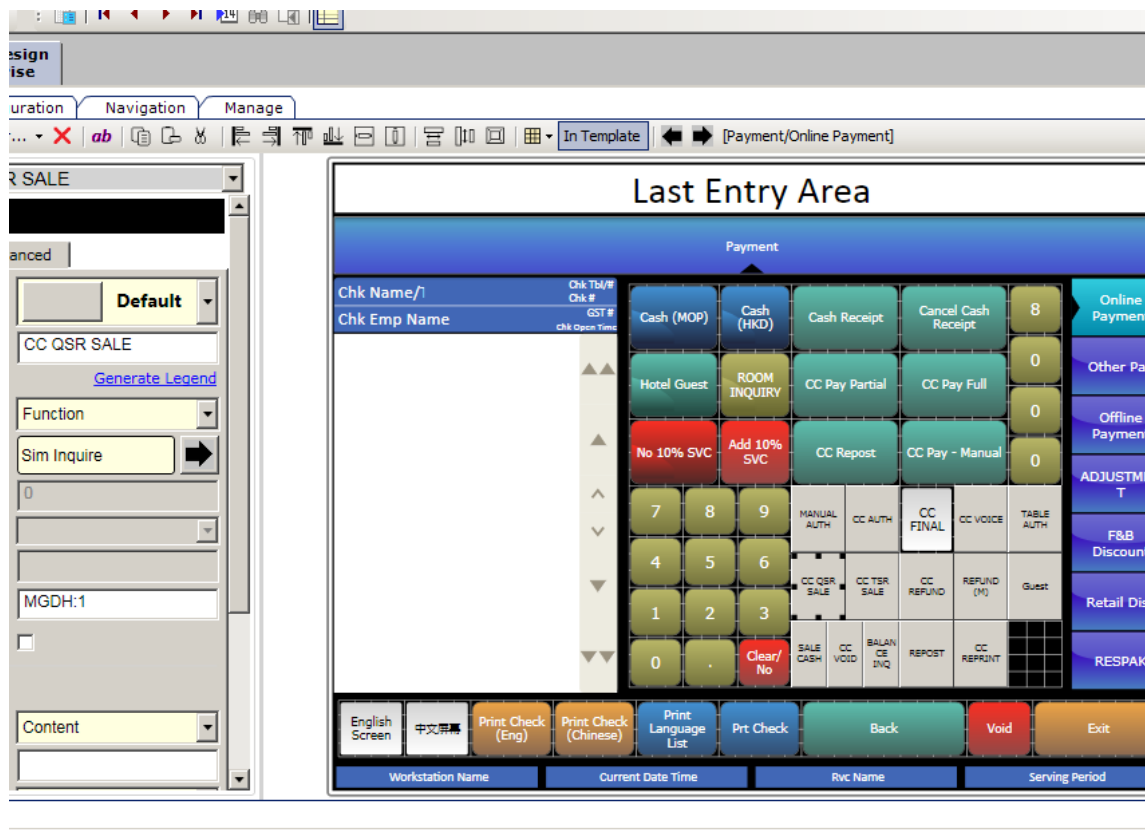 esign
ise
uration
Navigation
Manage
... 
ab
In Template
[Payment/Online Payment]
R SALE
anced
Default
CC QSR SALE
Generate Legend
Function
Sim Inquire
0
MGDH:1
Content
Last Entry Area
Payment
Chk Name/1
Chk Tbl/#
Chk #
Chk Emp Name
GST #
Chk Open Time
Cash (MOP)
Cash
(HKD)
Cash Receipt
Cancel Cash
Receipt
8
Hotel Guest
ROOM
INQUIRY
CC Pay Partial
CC Pay Full
0
0
No 10% SVC
Add 10%
SVC
CC Repost
CC Pay - Manual
0
7
8
9
MANUAL
AUTH
CC AUTH
CC
FINAL
CC VOICE
TABLE
AUTH
4
5
6
CC QSR
SALE
CC TSR
SALE
CC
REFUND
REFUND
(M)
Guest
1
2
3
0
.
Clear/
No
SALE
CASH
CC
VOID
BALAN
CE
INQ
REPOST
CC
REPRINT
Online
Payment
Other Pa
Offline
Paymen
ADJUSTM
T
F&B
Discoun
Retail Dis
RESPAK
English
Screen
中文屏幕
Print Check
(Eng)
Print Check
(Chinese)
Print
Language
List
Prt Check
Back
Void
Exit
Workstation Name
Current Date Time
Rvc Name
Serving Period